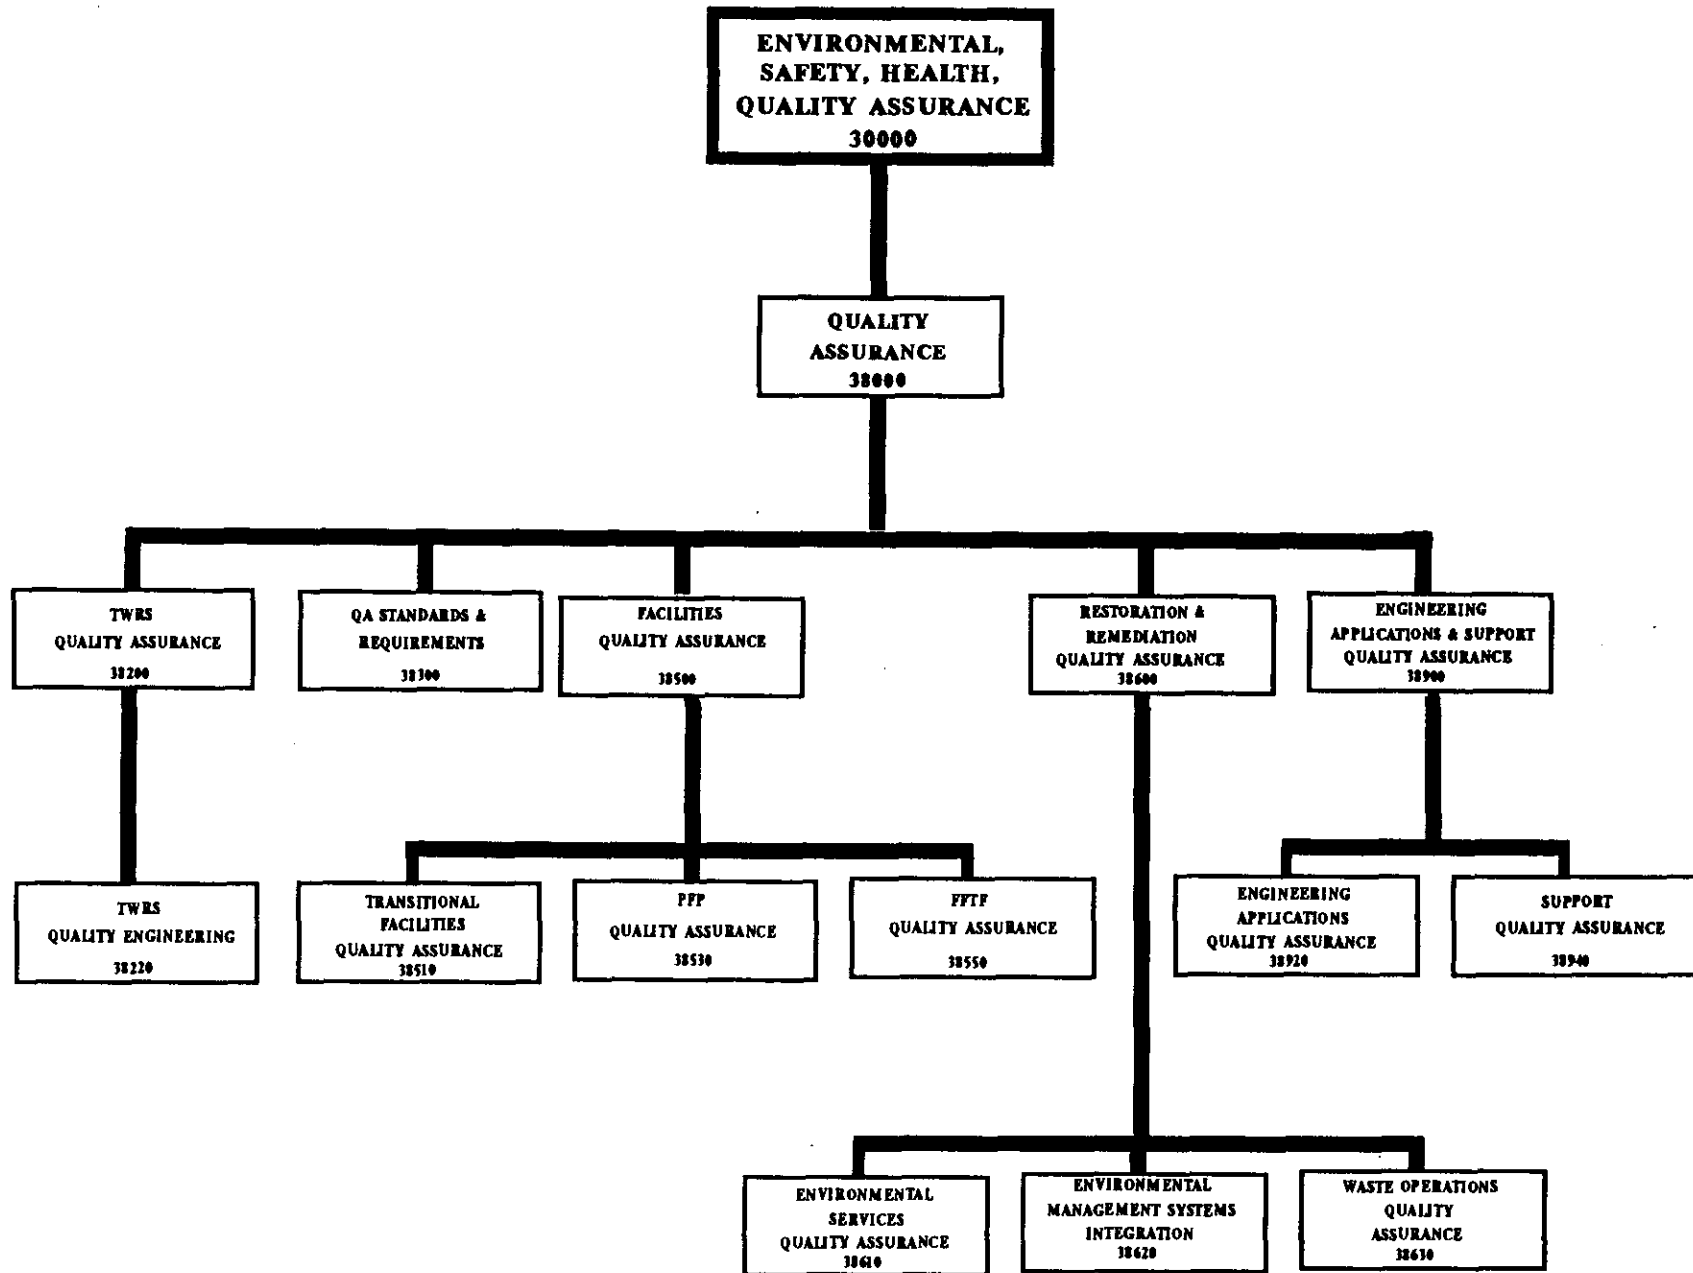 ENVIRONMENTAL,
SAFETY, HEALTH,
QUALITY ASSURANCE
30000
QUALITY
ASSURANCE
38000
TWRS
QUALITY ASSURANCE
38200
QA STANDARDS &
REQUIREMENTS
38300
FACILITIES
QUALITY ASSURANCE
38500
RESTORATION &
REMEDIATION
QUALITY ASSURANCE
38600
ENGINEERING
APPLICATIONS & SUPPORT
QUALITY ASSURANCE
38900
TWRS
QUALITY ENGINEERING
38220
TRANSITIONAL
FACILITIES
QUALITY ASSURANCE
38510
PFP
QUALITY ASSURANCE
38530
FFTF
QUALITY ASSURANCE
38550
ENGINEERING
APPLICATIONS
QUALITY ASSURANCE
38920
SUPPORT
QUALITY ASSURANCE
38940
ENVIRONMENTAL
SERVICES
QUALITY ASSURANCE
38610
ENVIRONMENTAL
MANAGEMENT SYSTEMS
INTEGRATION
38620
WASTE OPERATIONS
QUALITY
ASSURANCE
38630